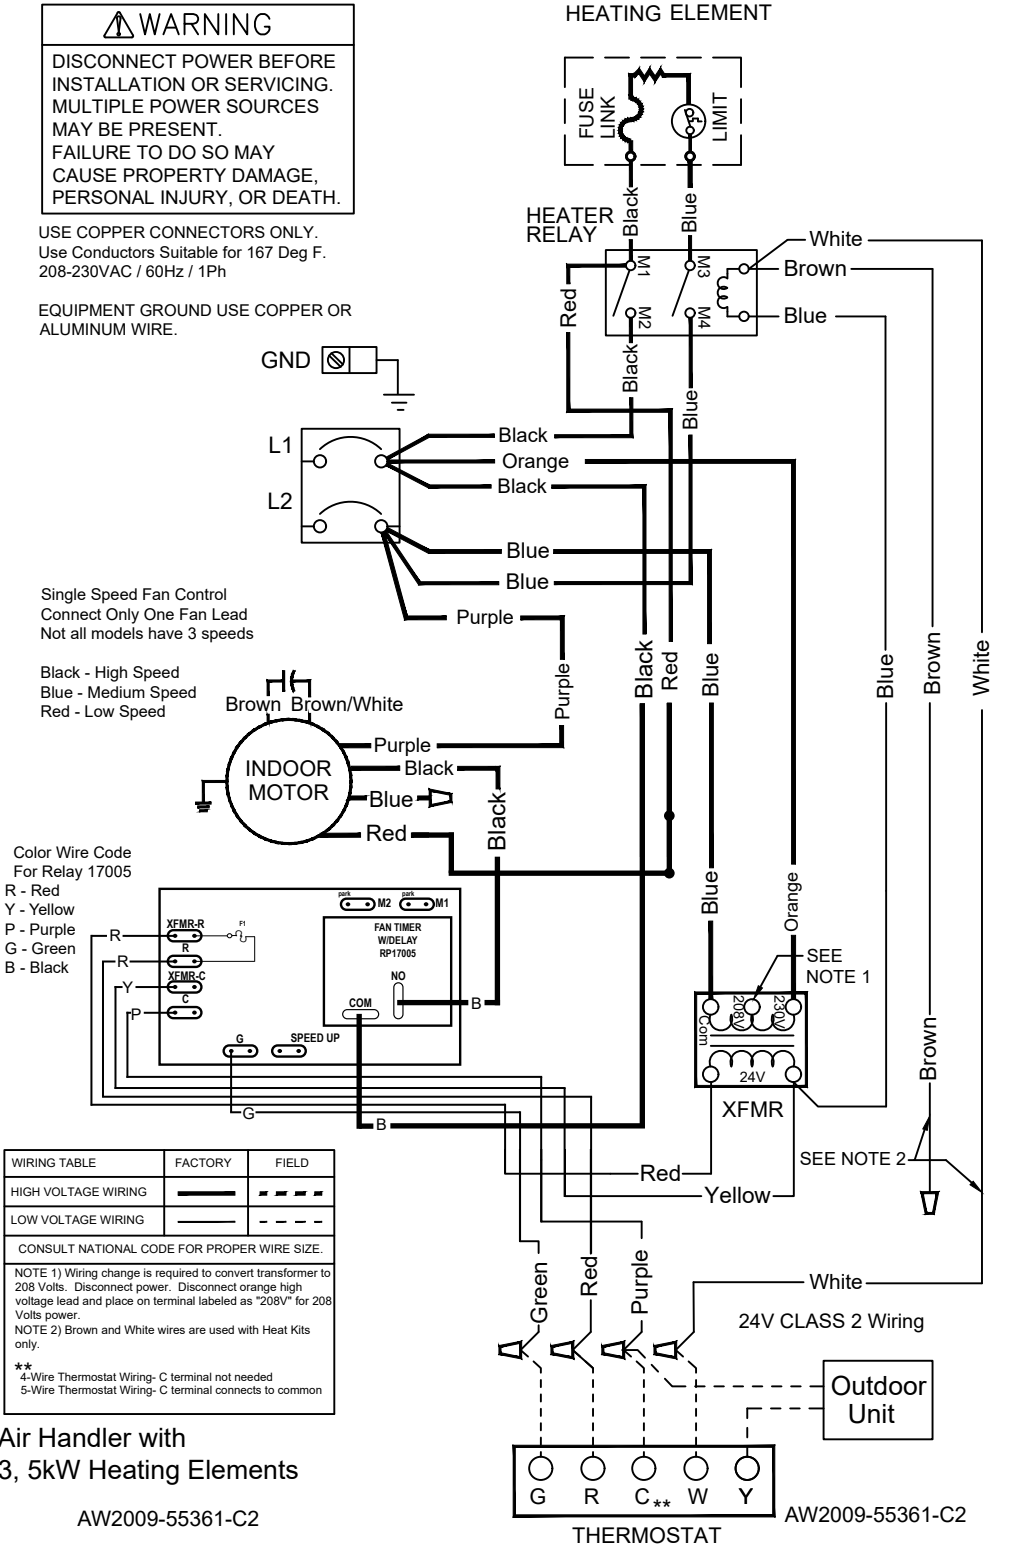 WARNING
DISCONNECT POWER BEFORE
INSTALLATION OR SERVICING.
MULTIPLE POWER SOURCES
MAY BE PRESENT.
FAILURE TO DO SO MAY
CAUSE PROPERTY DAMAGE,
PERSONAL INJURY, OR DEATH.
USE COPPER CONNECTORS ONLY.
Use Conductors Suitable for 167 Deg F.
208-230VAC / 60Hz / 1Ph
EQUIPMENT GROUND USE COPPER OR
ALUMINUM WIRE.
HEATING ELEMENT
FUSE
LINK
LIMIT
Black
Blue
HEATER
RELAY
M1
M3
M2
M4
White
Brown
Blue
Red
Black
Blue
GND
L1
L2
Black
Orange
Black
Blue
Blue
Purple
Single Speed Fan Control
Connect Only One Fan Lead
Not all models have 3 speeds
Black - High Speed
Blue - Medium Speed
Red - Low Speed
Purple
Black
Red
Blue
Blue
Brown
White
Brown
Brown/White
INDOOR
MOTOR
Purple
Black
Blue
Red
Black
Color Wire Code
For Relay 17005
R - Red
Y - Yellow
P - Purple
G - Green
B - Black
park
M2
park
M1
XFMR-R
F1
R
XFMR-C
C
R
R
Y
P
FAN TIMER
W/DELAY
RP17005
NO
COM
B
G
SPEED UP
G
B
Blue
Orange
SEE
NOTE 1
Com
208V
230V
24V
XFMR
Brown
SEE NOTE 2
Red
Yellow
WIRING TABLE
FACTORY
FIELD
HIGH VOLTAGE WIRING
LOW VOLTAGE WIRING
CONSULT NATIONAL CODE FOR PROPER WIRE SIZE.
NOTE 1) Wiring change is required to convert transformer to
208 Volts. Disconnect power. Disconnect orange high
voltage lead and place on terminal labeled as "208V" for 208
Volts power.
NOTE 2) Brown and White wires are used with Heat Kits
only.
**
4-Wire Thermostat Wiring- C terminal not needed
5-Wire Thermostat Wiring- C terminal connects to common
Green
Red
Purple
White
24V CLASS 2 Wiring
Outdoor
Unit
G R C** W Y
THERMOSTAT
Air Handler with
3, 5kW Heating Elements
AW2009-55361-C2
AW2009-55361-C2